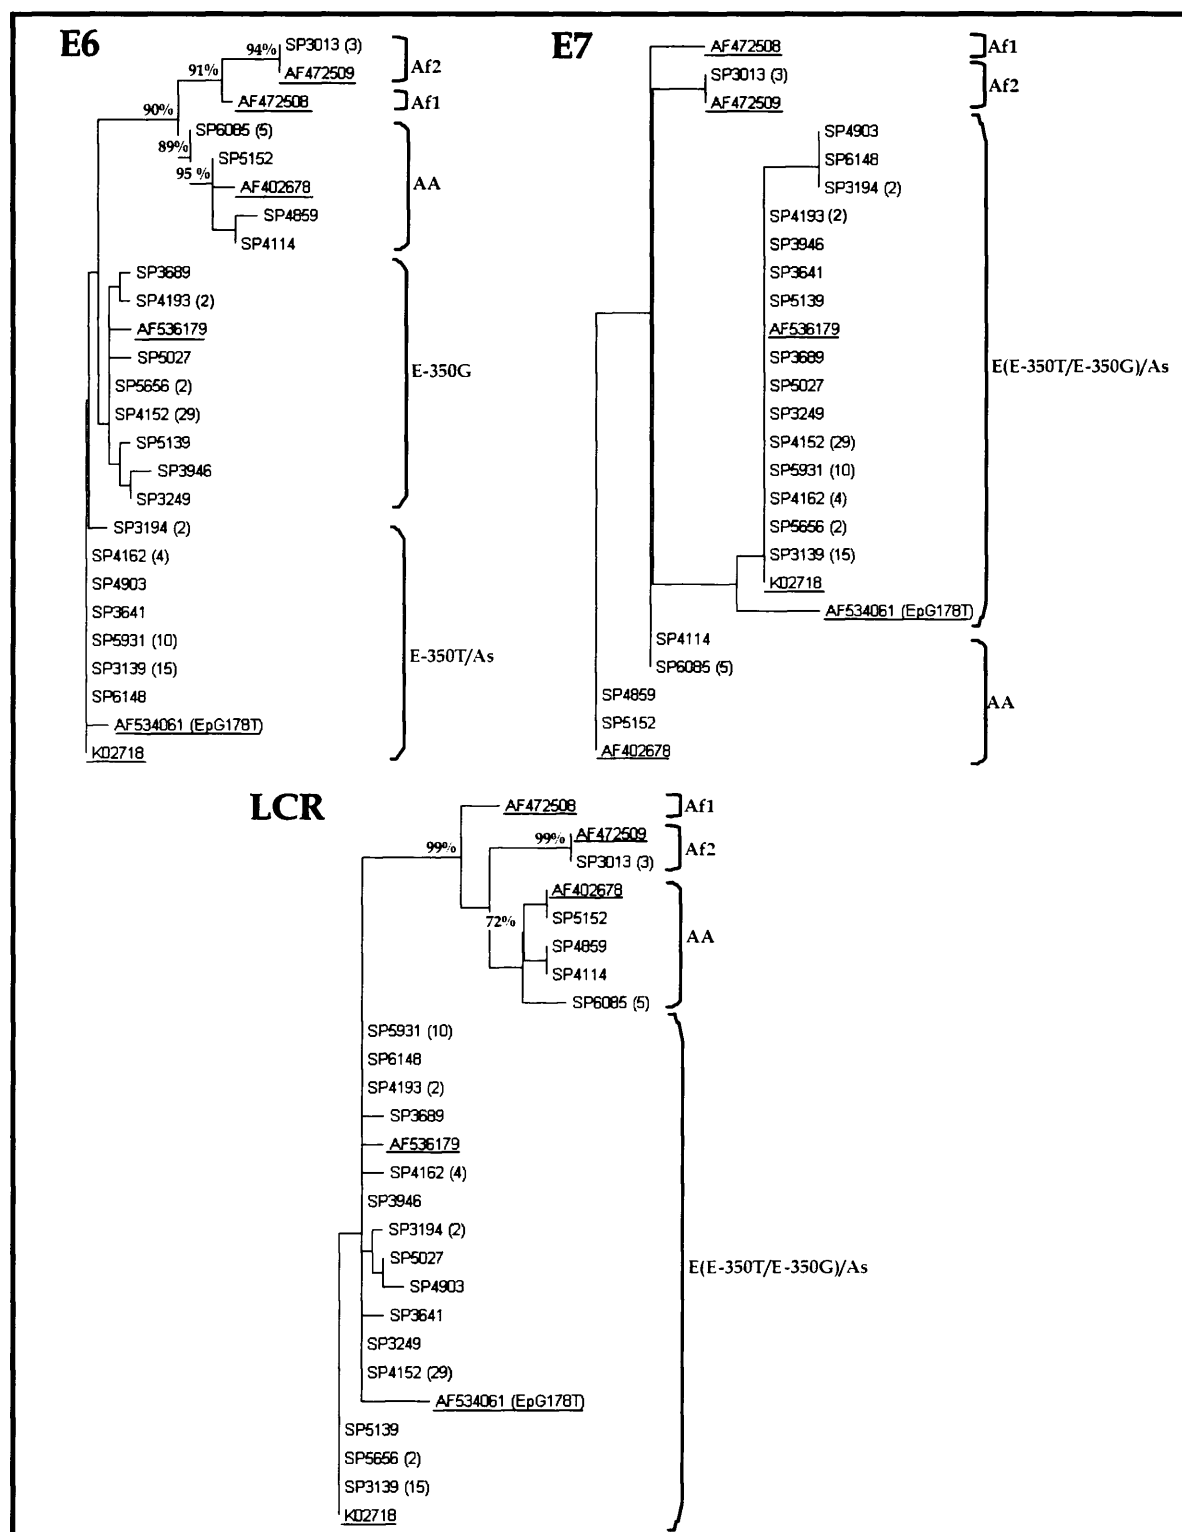 E6
94%
SP3013 (3)
91%
AF472509
Af2
AF472508
Af1
90%
SP6085 (5)
89%
SP5152
95 %
AF402678
AA
SP4859
SP4114
SP3689
SP4193 (2)
AF536179
SP5027
E-350G
SP5656 (2)
SP4152 (29)
SP5139
SP3946
SP3249
SP3194 (2)
SP4162 (4)
SP4903
SP3641
SP5931 (10)
E-350T/As
SP3139 (15)
SP6148
AF534061 (EpG178T)
K02718
E7
AF472508
Af1
SP3013 (3)
Af2
AF472509
SP4903
SP6148
SP3194 (2)
SP4193 (2)
SP3946
SP3641
SP5139
AF536179
SP3689
E(E-350T/E-350G)/As
SP5027
SP3249
SP4152 (29)
SP5931 (10)
SP4162 (4)
SP5656 (2)
SP3139 (15)
K02718
AF534061 (EpG178T)
SP4114
SP6085 (5)
SP4859
AA
SP5152
AF402678
LCR
AF472508
Af1
99%
99%
AF472509
Af2
SP3013 (3)
AF402678
72%
SP5152
AA
SP4859
SP4114
SP6085 (5)
SP5931 (10)
SP6148
SP4193 (2)
SP3689
AF536179
SP4162 (4)
SP3946
SP3194 (2)
SP5027
E(E-350T/E-350G)/As
SP4903
SP3641
SP3249
SP4152 (29)
AF534061 (EpG178T)
SP5139
SP5656 (2)
SP3139 (15)
K02718